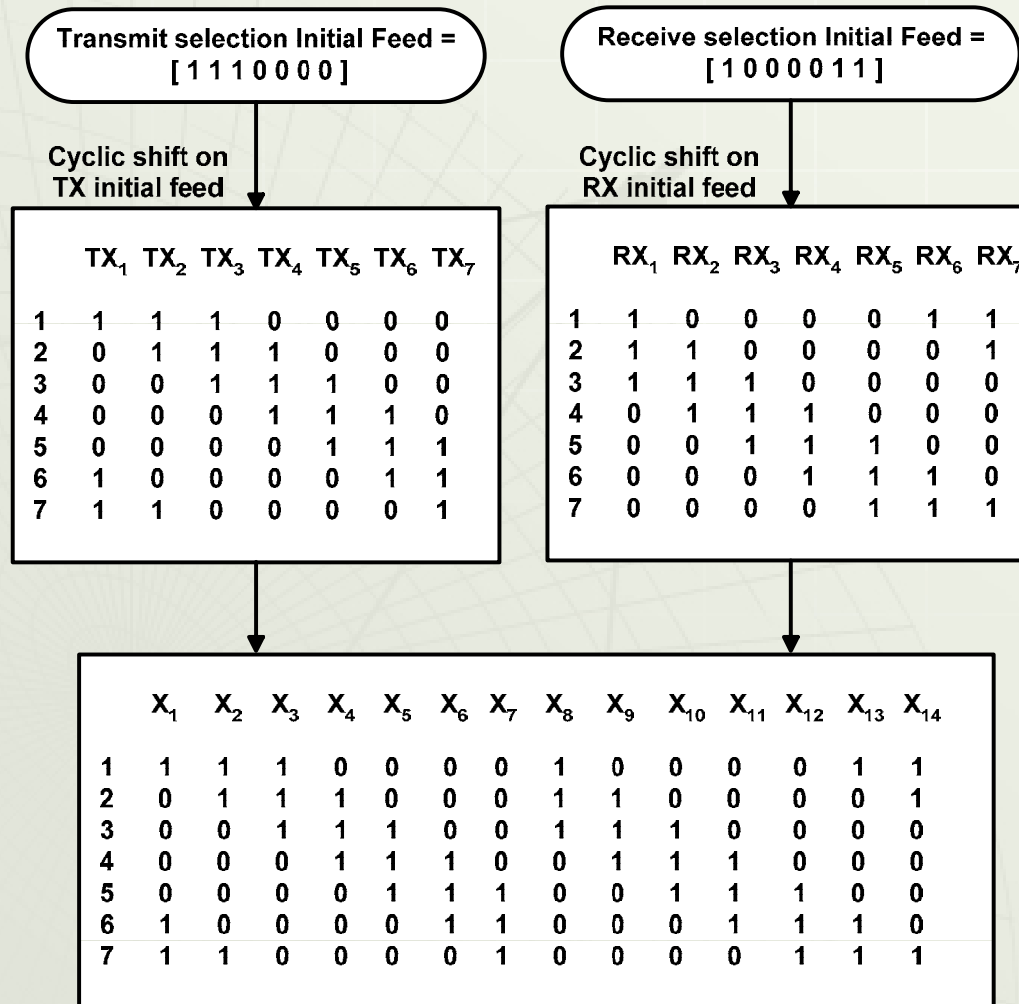 Transmit selection Initial Feed =
[ 1 1 1 0 0 0 0 ]
Receive selection Initial Feed =
[ 1 0 0 0 0 1 1 ]
Cyclic shift on
TX initial feed
Cyclic shift on
RX initial feed
TX1 TX2 TX3 TX4 TX5 TX6 TX7
1 1 1 1 0 0 0 0
2 0 1 1 1 0 0 0
3 0 0 1 1 1 0 0
4 0 0 0 1 1 1 0
5 0 0 0 0 1 1 1
6 1 0 0 0 0 1 1
7 1 1 0 0 0 0 1
RX1 RX2 RX3 RX4 RX5 RX6 RX7
1 1 0 0 0 0 1 1
2 1 1 0 0 0 0 1
3 1 1 1 0 0 0 0
4 0 1 1 1 0 0 0
5 0 0 1 1 1 0 0
6 0 0 0 1 1 1 0
7 0 0 0 0 1 1 1
X1 X2 X3 X4 X5 X6 X7 X8 X9 X10 X11 X12 X13 X14
1 1 1 1 0 0 0 0 1 0 0 0 0 1 1
2 0 1 1 1 0 0 0 1 1 0 0 0 0 1
3 0 0 1 1 1 0 0 1 1 1 0 0 0 0
4 0 0 0 1 1 1 0 0 1 1 1 0 0 0
5 0 0 0 0 1 1 1 0 0 1 1 1 0 0
6 1 0 0 0 0 1 1 0 0 0 1 1 1 0
7 1 1 0 0 0 0 1 0 0 0 0 1 1 1